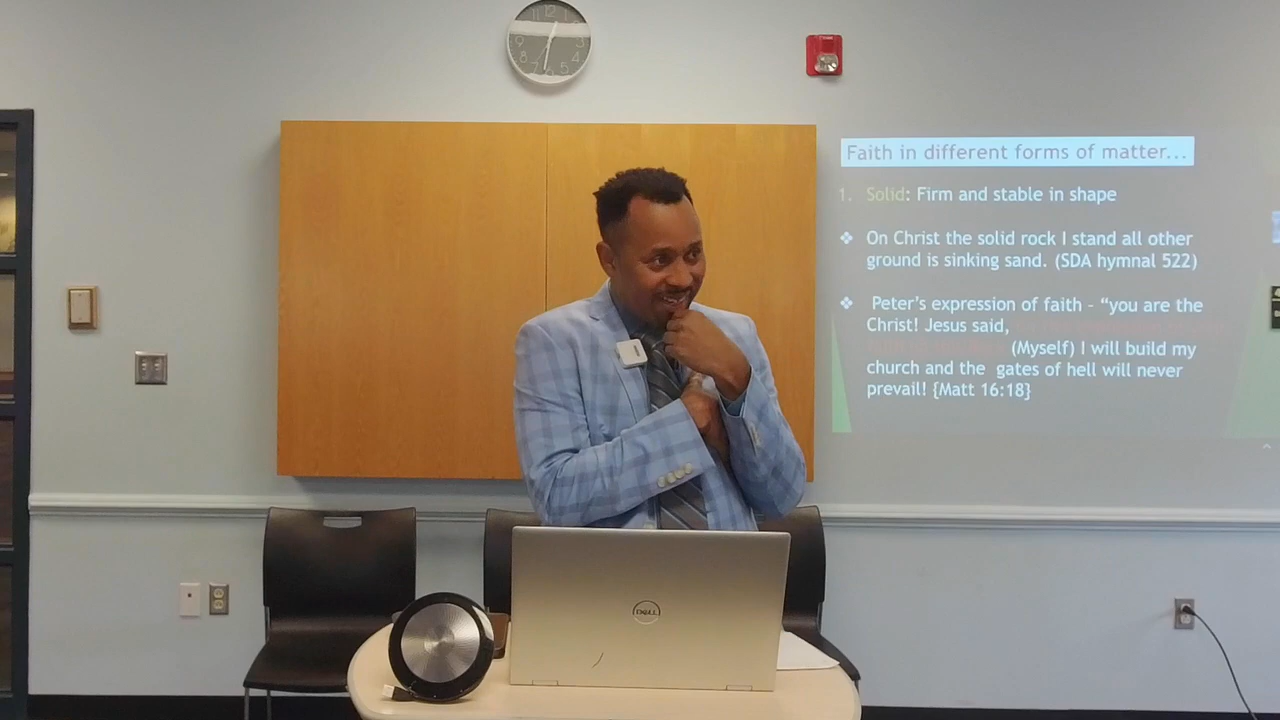 Faith in different forms of matter...
1. Solid: Firm and stable in shape
❖ On Christ the solid rock I stand all other
ground is sinking sand. (SDA hymnal 522)
❖ Peter's expression of faith - “you are the
Christ! Jesus said,
(Myself) I will build my
church and the gates of hell will never
prevail! {Matt 16:18}
DELL